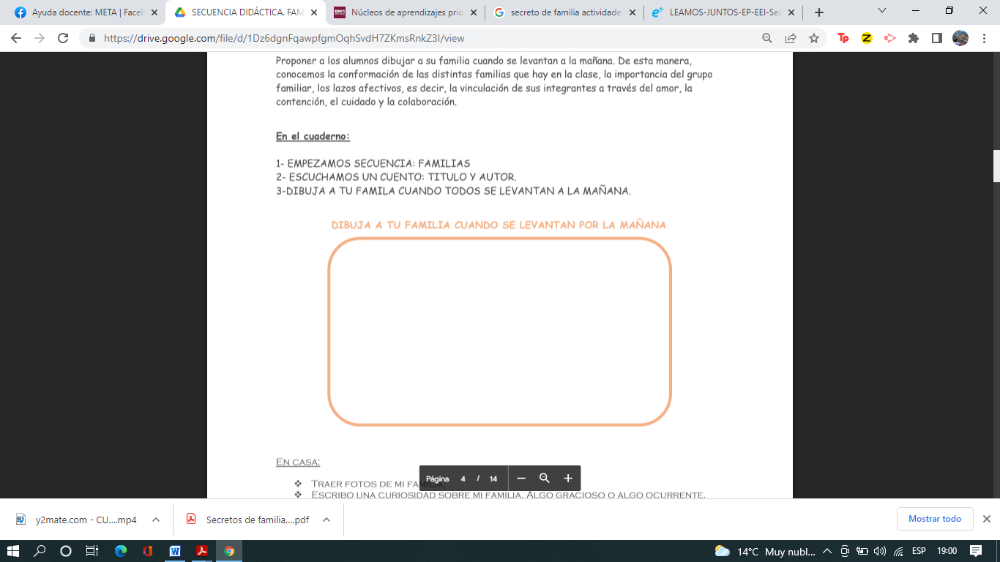 Ayuda docente: META | Faceb
SECUENCIA DIDÁCTICA. FAM
Núcleos de aprendizajes prio
secreto de familia actividade
LEAMOS-JUNTOS-EP-EEI-Sec
https://drive.google.com/file/d/1Dz6dgnFqawpfgmOqhSvdH7ZKmsRnkZ3I/view
Proponer a los alumnos dibujar a su familia cuando se levantan a la mañana. De esta manera,
conocemos la conformación de las distintas familias que hay en la clase, la importancia del grupo
familiar, los lazos afectivos, es decir, la vinculación de sus integrantes a través del amor, la
contención, el cuidado y la colaboración.
En el cuaderno:
1- EMPEZAMOS SECUENCIA: FAMILIAS
2- ESCUCHAMOS UN CUENTO: TITULO Y AUTOR.
3-DIBUJA A TU FAMILA CUANDO TODOS SE LEVANTAN A LA MAÑANA.
DIBUJA A TU FAMILIA CUANDO SE LEVANTAN POR LA MAÑANA
EN CASA:
❖ TRAER FOTOS DE MI FAMILIA.
❖ ESCRIBO UNA CURIOSIDAD SOBRE MI FAMILIA. ALGO GRACIOSO O ALGO OCURRENTE.
Página 4 / 14
y2mate.com - CU....mp4
Secretos de familia....pdf
Mostrar todo
14°C Muy nubl...
ESP
19:00